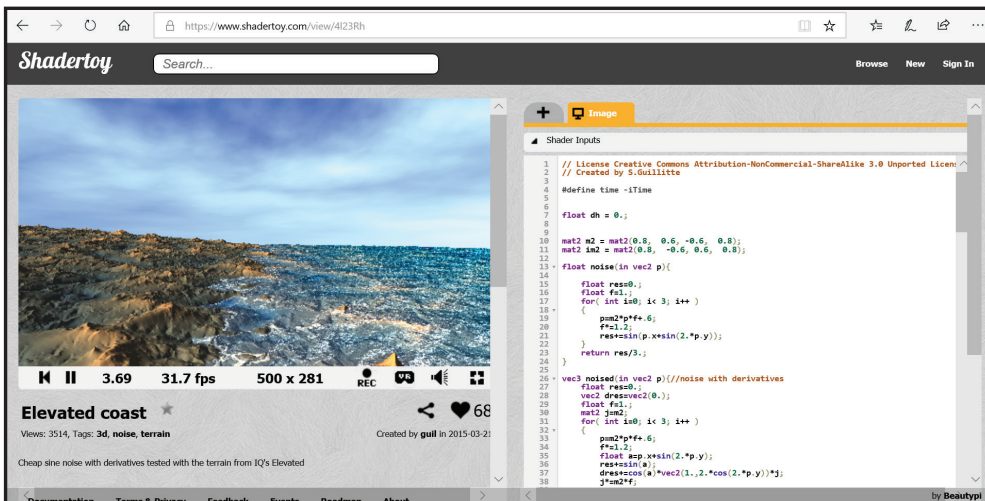 https://www.shadertoy.com/view/4l23Rh
Shadertoy
Search...
Browse New Sign In
3.69 31.7 fps 500 x 281 REC VR
Elevated coast
68
Views: 3514, Tags: 3d, noise, terrain
Created by guil in 2015-03-21
Cheap sine noise with derivatives tested with the terrain from IQ's Elevated
+ Image
Shader Inputs
1 // License Creative Commons Attribution-NonCommercial-ShareAlike 3.0 Unported Licens
2 // Created by S.Guillitte
3
4 #define time -iTime
5
6
7 float dh = 0.;
8
9
10 mat2 m2 = mat2(0.8, 0.6, -0.6, 0.8);
11 mat2 im2 = mat2(0.8, -0.6, 0.6, 0.8);
12
13 float noise(in vec2 p){
14
15 float res=0.;
16 float f=1.;
17 for( int i=0; i< 3; i++ )
18 {
19 p=m2*p*f+.6;
20 f*=1.2;
21 res+=sin(p.x+sin(2.*p.y));
22 }
23 return res/3.;
24 }
25
26 vec3 noised(in vec2 p){//noise with derivatives
27 float res=0.;
28 vec2 dres=vec2(0.);
29 float f=1.;
30 mat2 j=m2;
31 for( int i=0; i< 3; i++ )
32 {
33 p=m2*p*f+.6;
34 f*=1.2;
35 float a=p.x+sin(2.*p.y);
36 res+=sin(a);
37 dres+=cos(a)*vec2(1.,2.*cos(2.*p.y))*j;
38 j*=m2*f;
Documentation Terms & Privacy Feedback Events Roadmap About
by Beautypi